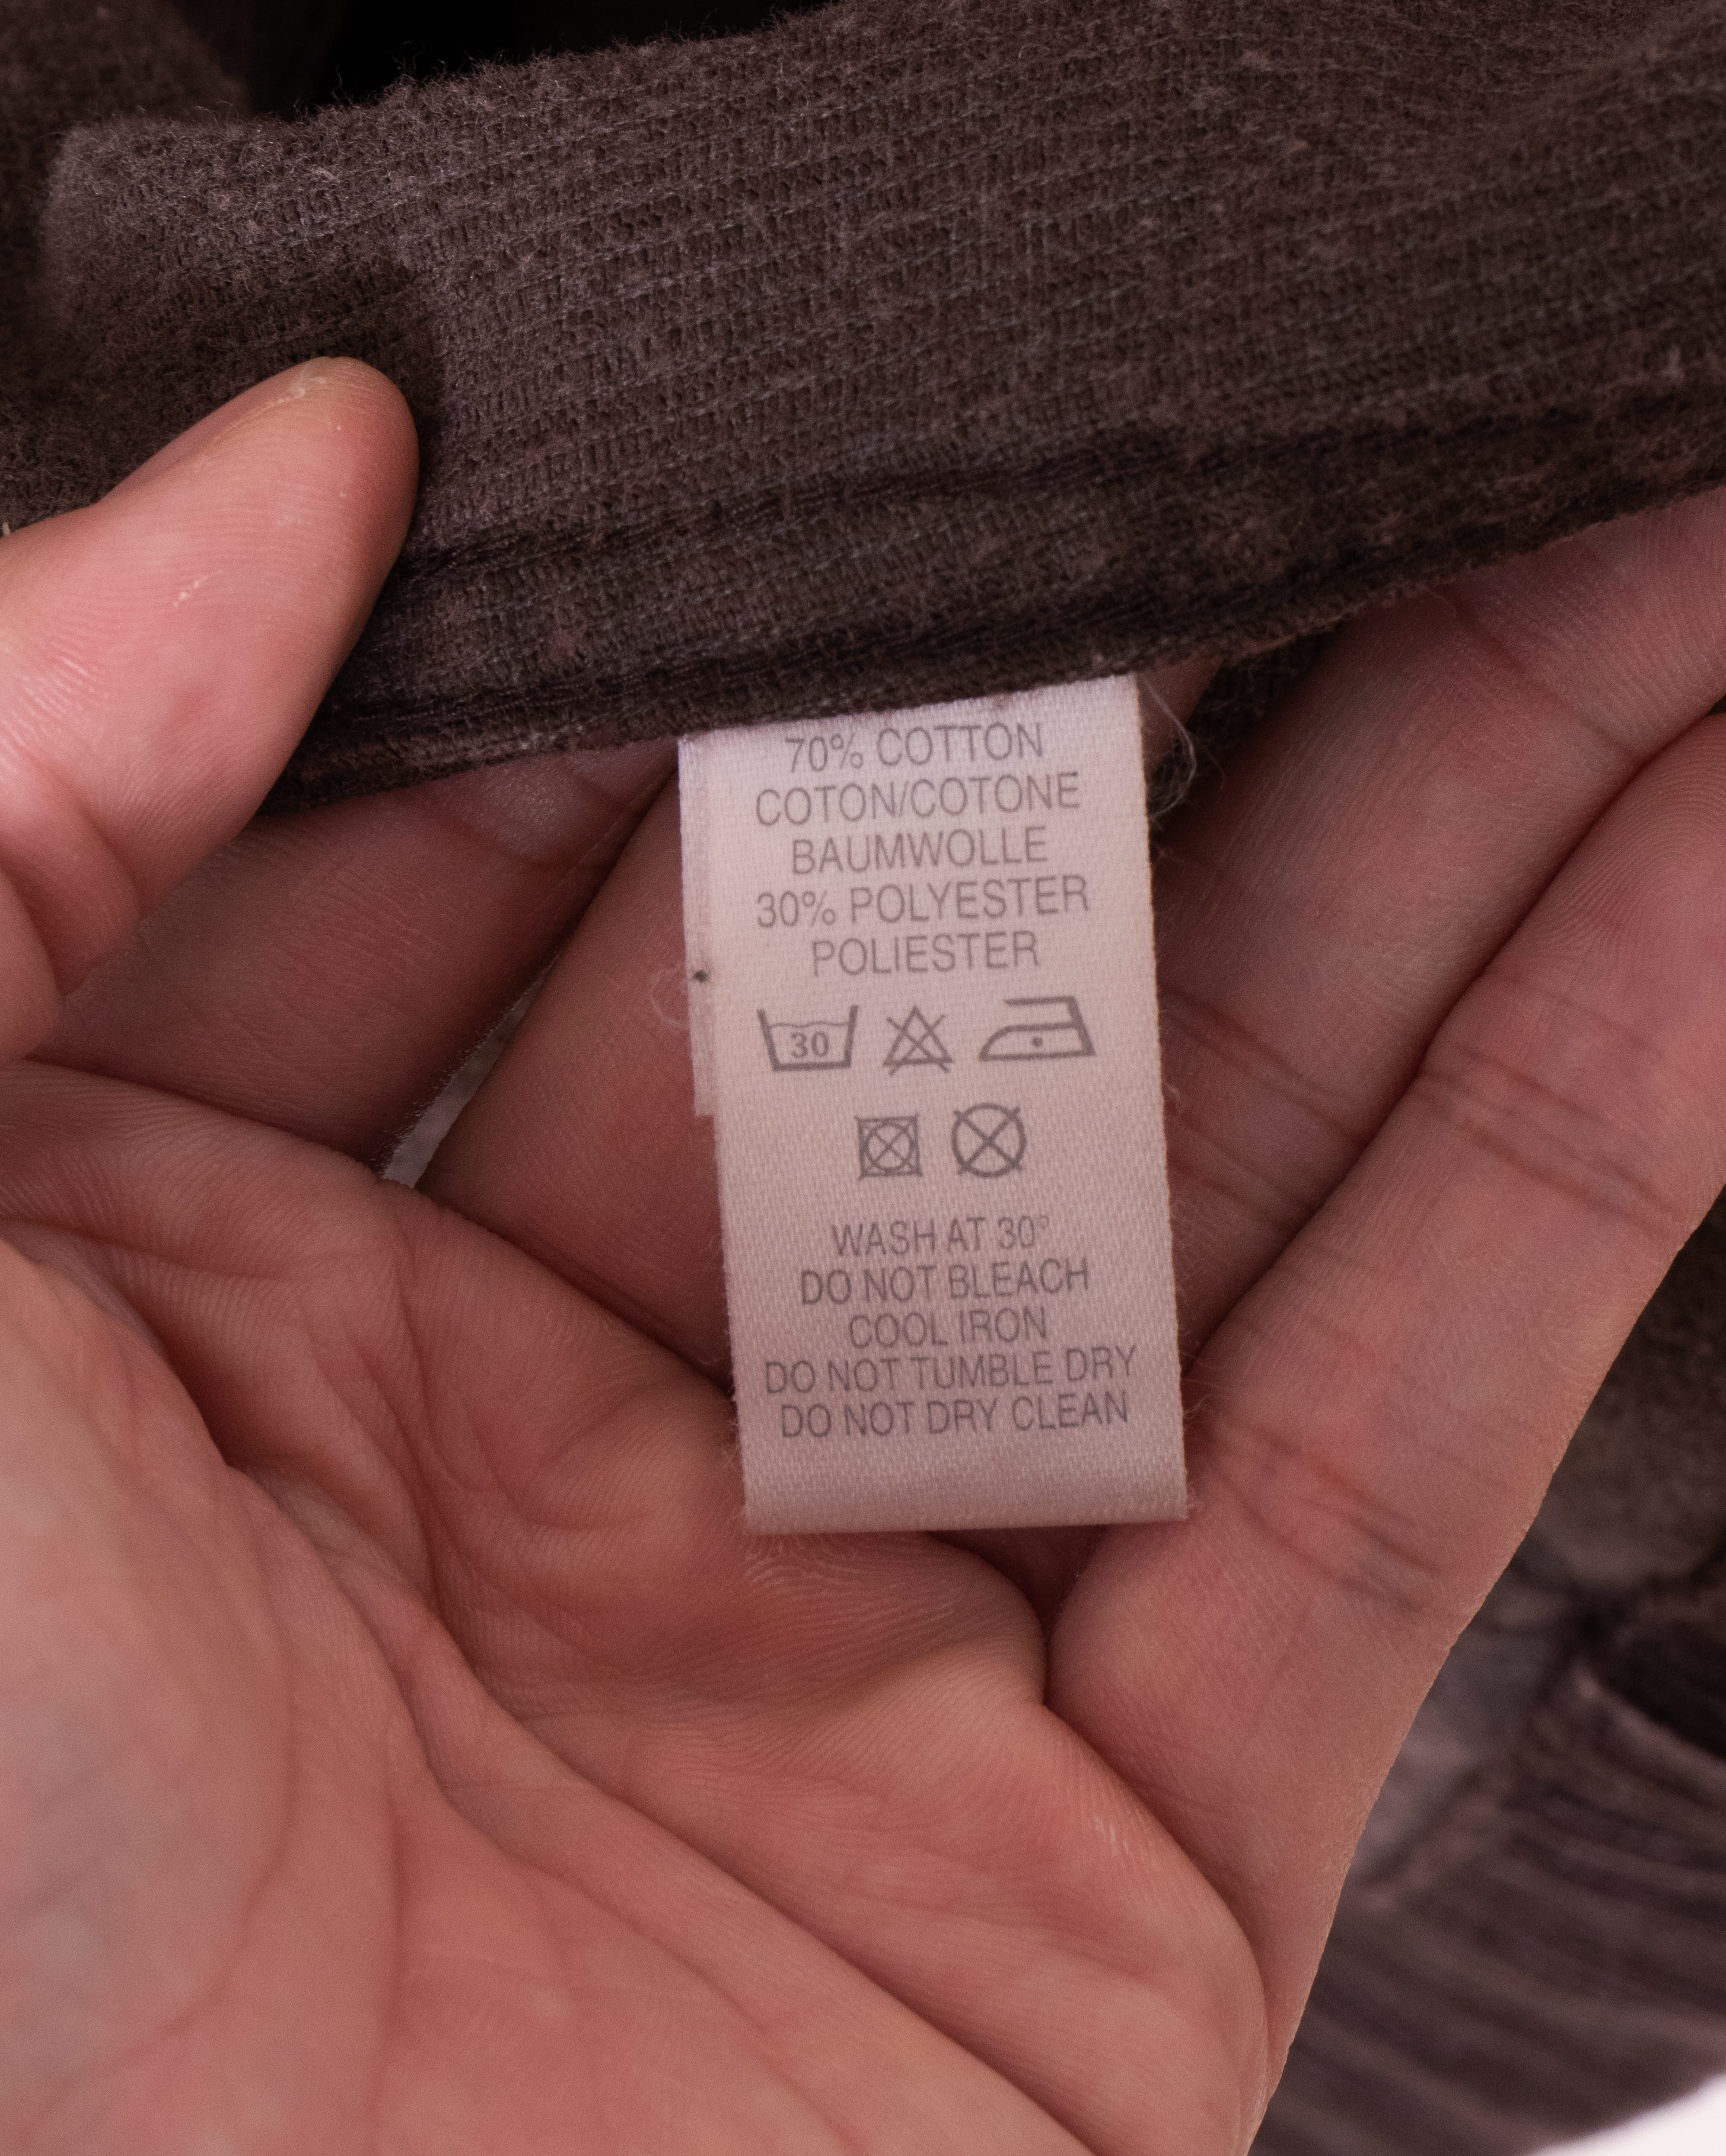 70% COTTON
COTON/COTONE
BAUMWOLLE
30% POLYESTER
POLIESTER
30
WASH AT 30°
DO NOT BLEACH
COOL IRON
DO NOT TUMBLE DRY
DO NOT DRY CLEAN